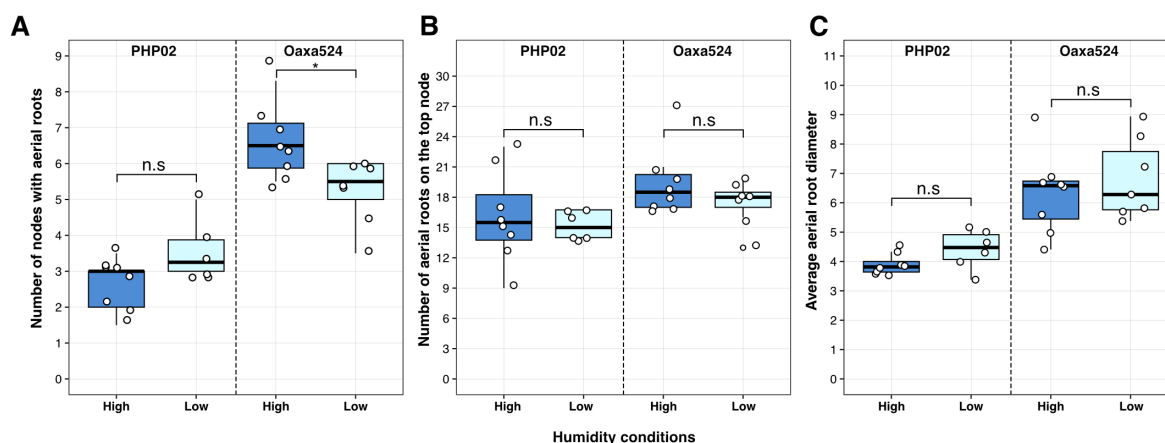 A
Number of nodes with aerial roots
PHP02
Oaxa524
9
8
7
6
5
4
3
2
1
0
n.s
*
High
Low
High
Low
B
Number of aerial roots on the top node
PHP02
Oaxa524
30
27
24
21
18
15
12
9
6
3
0
n.s
n.s
High
Low
High
Low
C
Average aerial root diameter
PHP02
Oaxa524
11
10
9
8
7
6
5
4
3
2
1
0
n.s
n.s
High
Low
High
Low
Humidity conditions